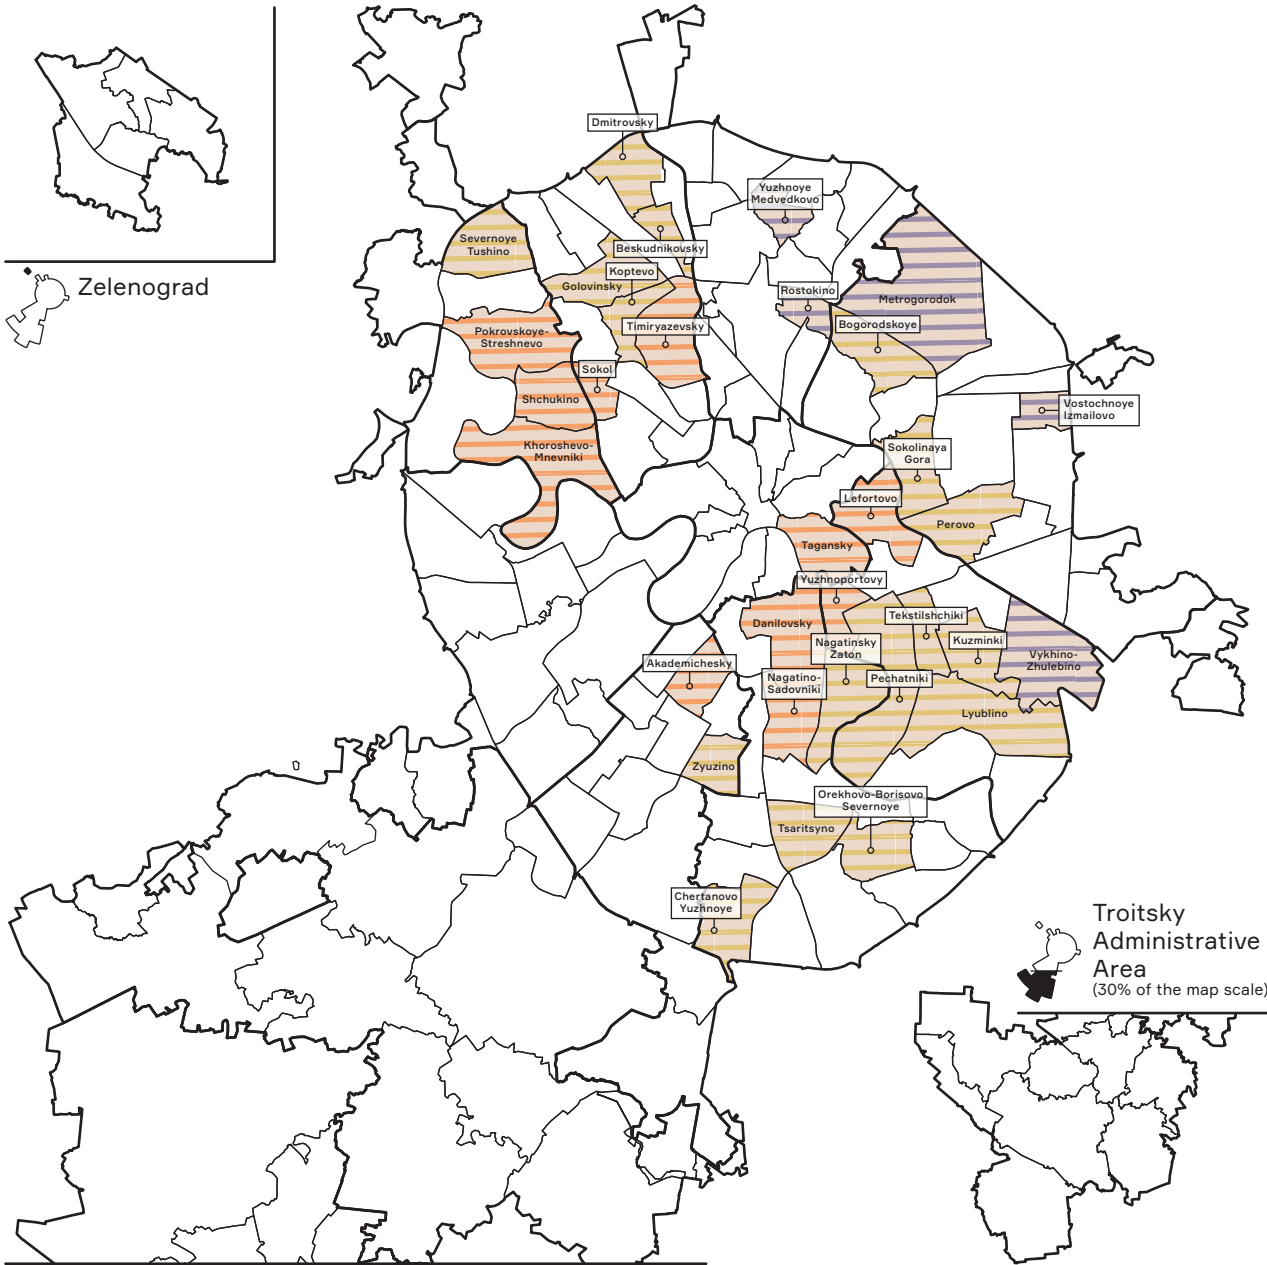 Dmitrovsky
Yuzhnoye
Medvedkovo
Severnoye
Tushino
Beskudnikovsky
Koptevo
Zelenograd
Golovinsky
Rostokino
Metrogorodok
Timiryazevsky
Bogorodskoye
Pokrovskoye-
Streshnevo
Sokol
Shchukino
Vostochnoye
Izmailovo
Khoroshevo-
Mnevniki
Sokolinaya
Gora
Lefortovo
Perovo
Tagansky
Yuzhnoportovy
Danilovsky
Tekstilshchiki
Kuzminki
Nagatinsky
Zaton
Akademichesky
Vykhino-
Zhulebino
Nagatino-
Sadovniki
Pechatniki
Lyublino
Zyuzino
Orekhovo-Borisovo
Severnoye
Tsaritsyno
Chertanovo
Yuzhnoye
Troitsky
Administrative
Area
(30% of the map scale)